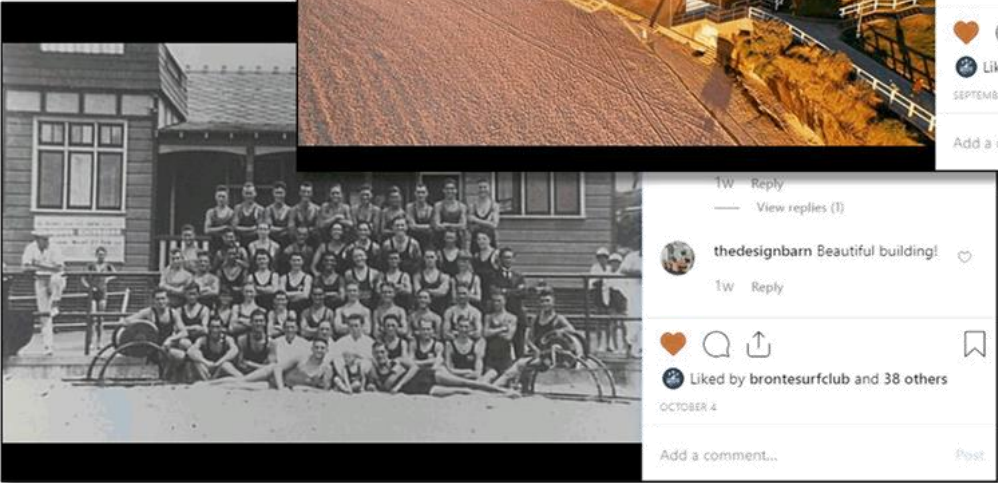 Lik
SEPTEMB
Add a
1w Reply
View replies (1)
thedesignbarn Beautiful building!
1w Reply
Liked by brontesurfclub and 38 others
OCTOBER 4
Add a comment... Post